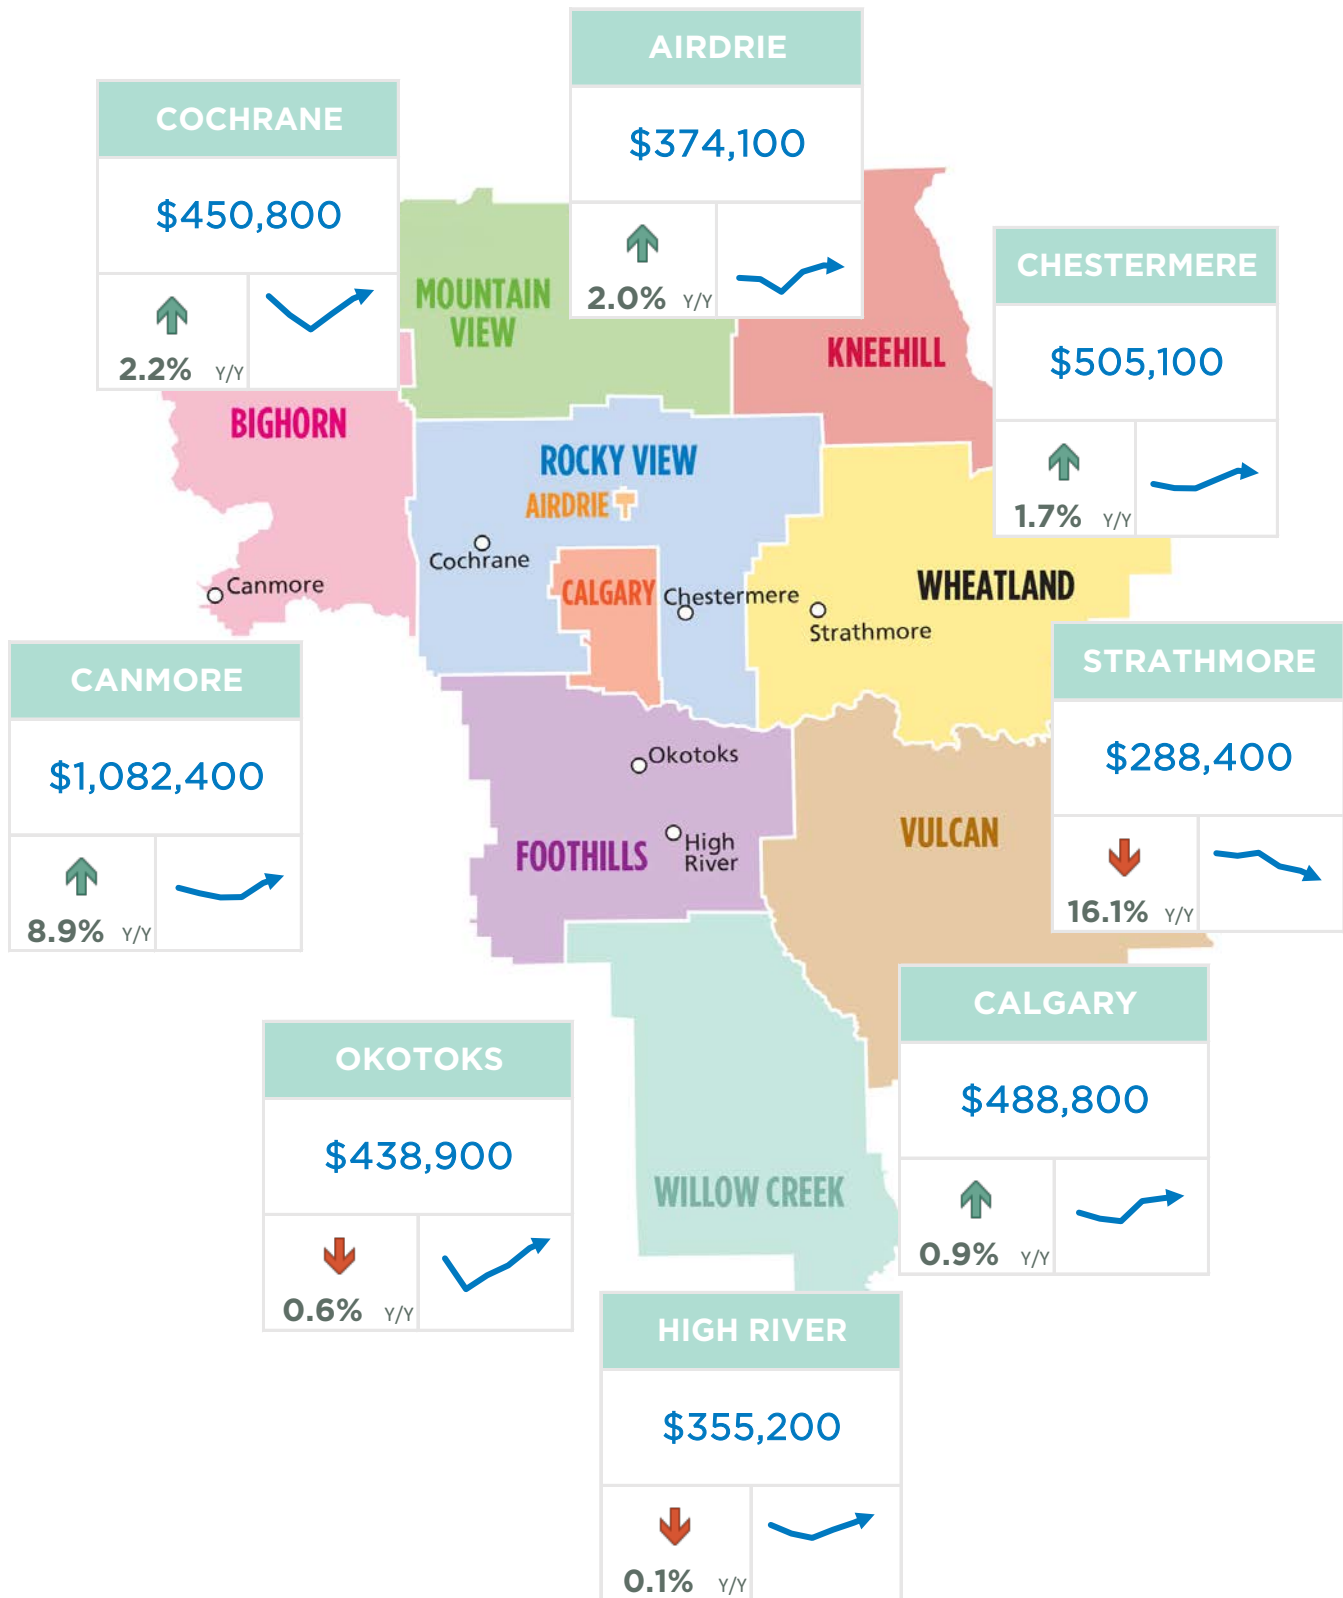 AIRDRIE
$374,100
2.0% Y/Y
COCHRANE
$450,800
2.2% Y/Y
CHESTERMERE
$505,100
1.7% Y/Y
MOUNTAIN
VIEW
KNEEHILL
BIGHORN
ROCKY VIEW
AIRDRIE
Cochrane
CALGARY
Chestermere
Canmore
WHEATLAND
Strathmore
CANMORE
$1,082,400
8.9% Y/Y
STRATHMORE
$288,400
16.1% Y/Y
Okotoks
High
River
FOOTHILLS
VULCAN
CALGARY
$488,800
0.9% Y/Y
OKOTOKS
$438,900
0.6% Y/Y
WILLOW CREEK
HIGH RIVER
$355,200
0.1% Y/Y